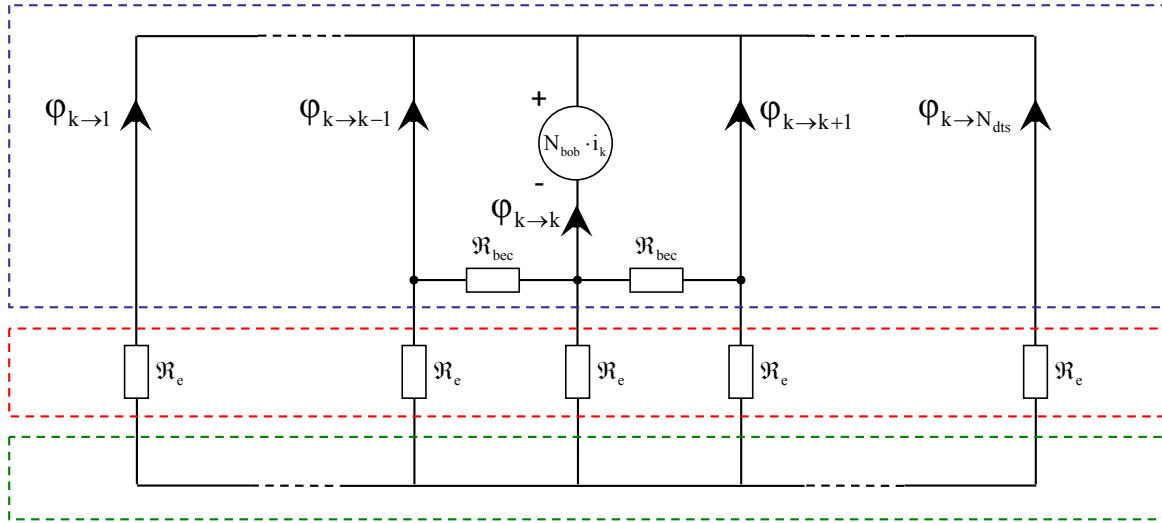 φk→1
φk→k−1
+
Nbob · ik
-
φk→k+1
φk→Ndts
φk→k
ℜbec
ℜbec
ℜe
ℜe
ℜe
ℜe
ℜe